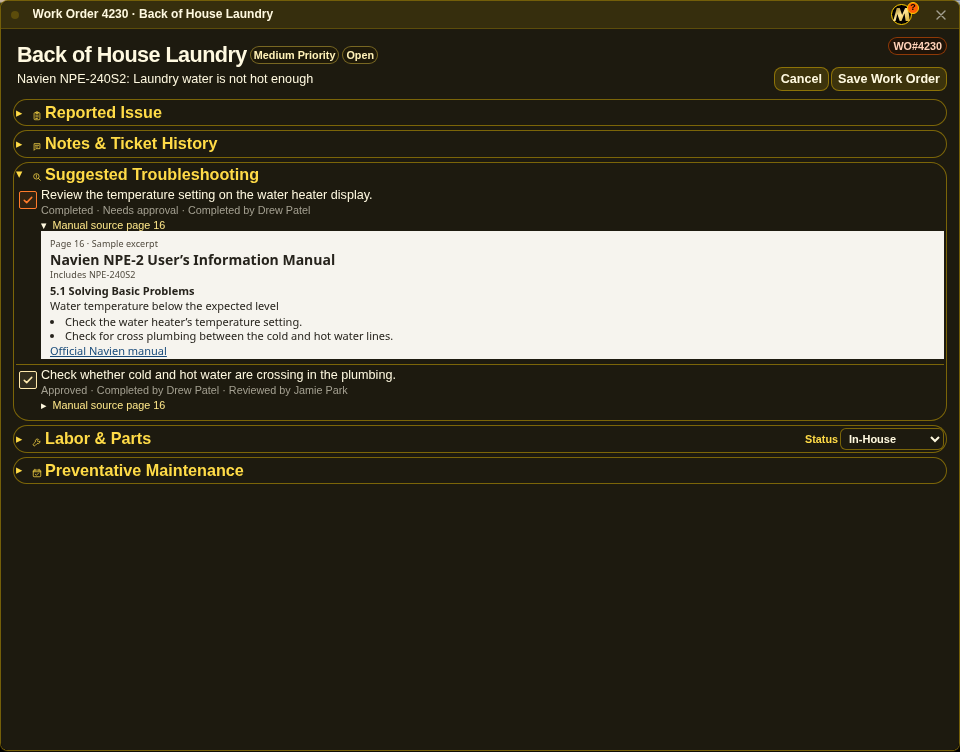 Work Order 4230 · Back of House Laundry
M ?
Back of House Laundry Medium Priority Open
WO#4230
Navien NPE-240S2: Laundry water is not hot enough
Cancel Save Work Order
Reported Issue
Notes & Ticket History
Suggested Troubleshooting
Review the temperature setting on the water heater display.
Completed · Needs approval · Completed by Drew Patel
Manual source page 16
Page 16 · Sample excerpt
Navien NPE-2 User’s Information Manual
Includes NPE-240S2
5.1 Solving Basic Problems
Water temperature below the expected level
• Check the water heater’s temperature setting.
• Check for cross plumbing between the cold and hot water lines.
Official Navien manual
Check whether cold and hot water are crossing in the plumbing.
Approved · Completed by Drew Patel · Reviewed by Jamie Park
Manual source page 16
Labor & Parts
Status In-House
Preventative Maintenance